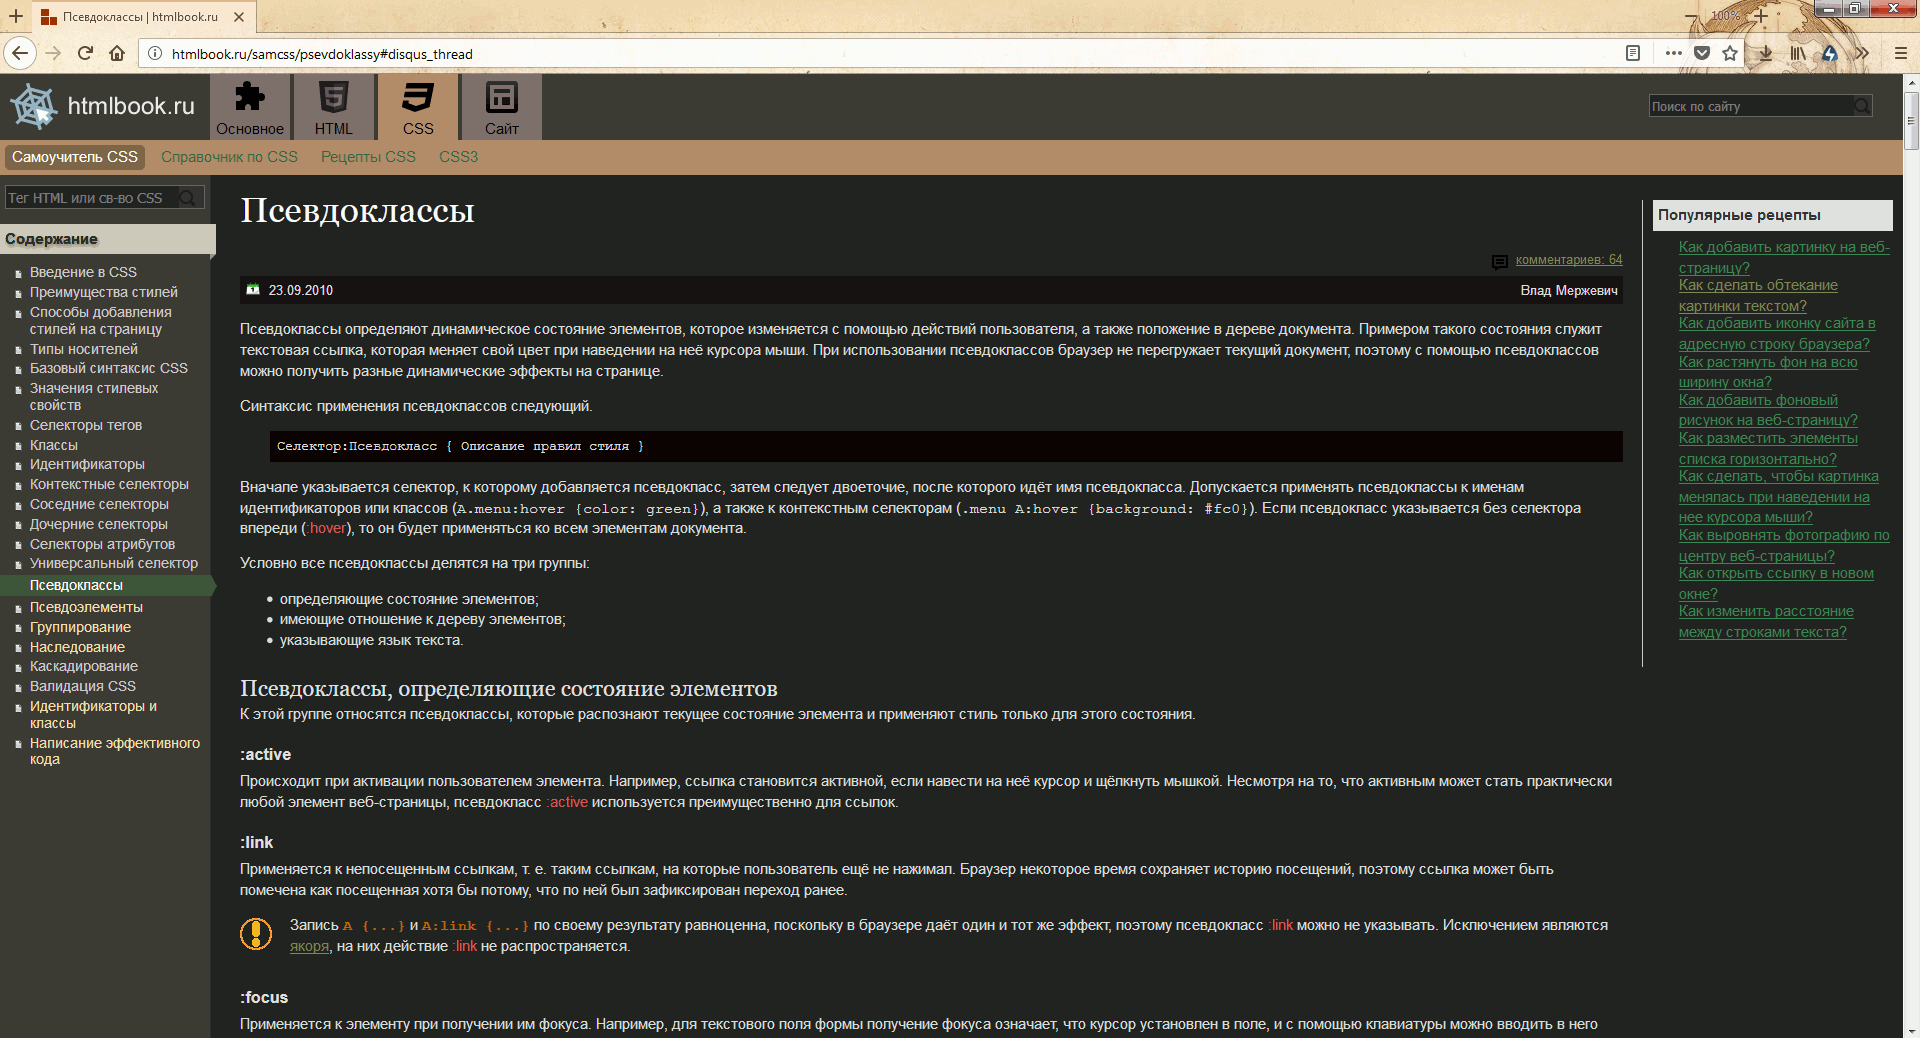 Псевдоклассы | htmlbook.ru
100%
htmlbook.ru/samcss/psevdoklassy#disqus_thread
htmlbook.ru
Основное
HTML
CSS
Сайт
Поиск по сайту
Самоучитель CSS
Справочник по CSS
Рецепты CSS
CSS3
Тег HTML или св-во CSS
Содержание
Введение в CSS
Преимущества стилей
Способы добавления
стилей на страницу
Типы носителей
Базовый синтаксис CSS
Значения стилевых
свойств
Селекторы тегов
Классы
Идентификаторы
Контекстные селекторы
Соседние селекторы
Дочерние селекторы
Селекторы атрибутов
Универсальный селектор
Псевдоклассы
Псевдоэлементы
Группирование
Наследование
Каскадирование
Валидация CSS
Идентификаторы и
классы
Написание эффективного
кода
Псевдоклассы
комментариев: 64
23.09.2010
Влад Мержевич
Псевдоклассы определяют динамическое состояние элементов, которое изменяется с помощью действий пользователя, а также положение в дереве документа. Примером такого состояния служит
текстовая ссылка, которая меняет свой цвет при наведении на неё курсора мыши. При использовании псевдоклассов браузер не перегружает текущий документ, поэтому с помощью псевдоклассов
можно получить разные динамические эффекты на странице.
Синтаксис применения псевдоклассов следующий.
Селектор:Псевдокласс { Описание правил стиля }
Вначале указывается селектор, к которому добавляется псевдокласс, затем следует двоеточие, после которого идёт имя псевдокласса. Допускается применять псевдоклассы к именам
идентификаторов или классов (A.menu:hover {color: green}), а также к контекстным селекторам (.menu A:hover {background: #fc0}). Если псевдокласс указывается без селектора
впереди (:hover), то он будет применяться ко всем элементам документа.
Условно все псевдоклассы делятся на три группы:
определяющие состояние элементов;
имеющие отношение к дереву элементов;
указывающие язык текста.
Псевдоклассы, определяющие состояние элементов
К этой группе относятся псевдоклассы, которые распознают текущее состояние элемента и применяют стиль только для этого состояния.
:active
Происходит при активации пользователем элемента. Например, ссылка становится активной, если навести на неё курсор и щёлкнуть мышкой. Несмотря на то, что активным может стать практически
любой элемент веб-страницы, псевдокласс :active используется преимущественно для ссылок.
:link
Применяется к непосещенным ссылкам, т. е. таким ссылкам, на которые пользователь ещё не нажимал. Браузер некоторое время сохраняет историю посещений, поэтому ссылка может быть
помечена как посещенная хотя бы потому, что по ней был зафиксирован переход ранее.
Запись A {...} и A:link {...} по своему результату равноценна, поскольку в браузере даёт один и тот же эффект, поэтому псевдокласс :link можно не указывать. Исключением являются
якоря, на них действие :link не распространяется.
:focus
Применяется к элементу при получении им фокуса. Например, для текстового поля формы получение фокуса означает, что курсор установлен в поле, и с помощью клавиатуры можно вводить в него
Популярные рецепты
Как добавить картинку на веб-
страницу?
Как сделать обтекание
картинки текстом?
Как добавить иконку сайта в
адресную строку браузера?
Как растянуть фон на всю
ширину окна?
Как добавить фоновый
рисунок на веб-страницу?
Как разместить элементы
списка горизонтально?
Как сделать, чтобы картинка
менялась при наведении на
нее курсора мыши?
Как выровнять фотографию по
центру веб-страницы?
Как открыть ссылку в новом
окне?
Как изменить расстояние
между строками текста?